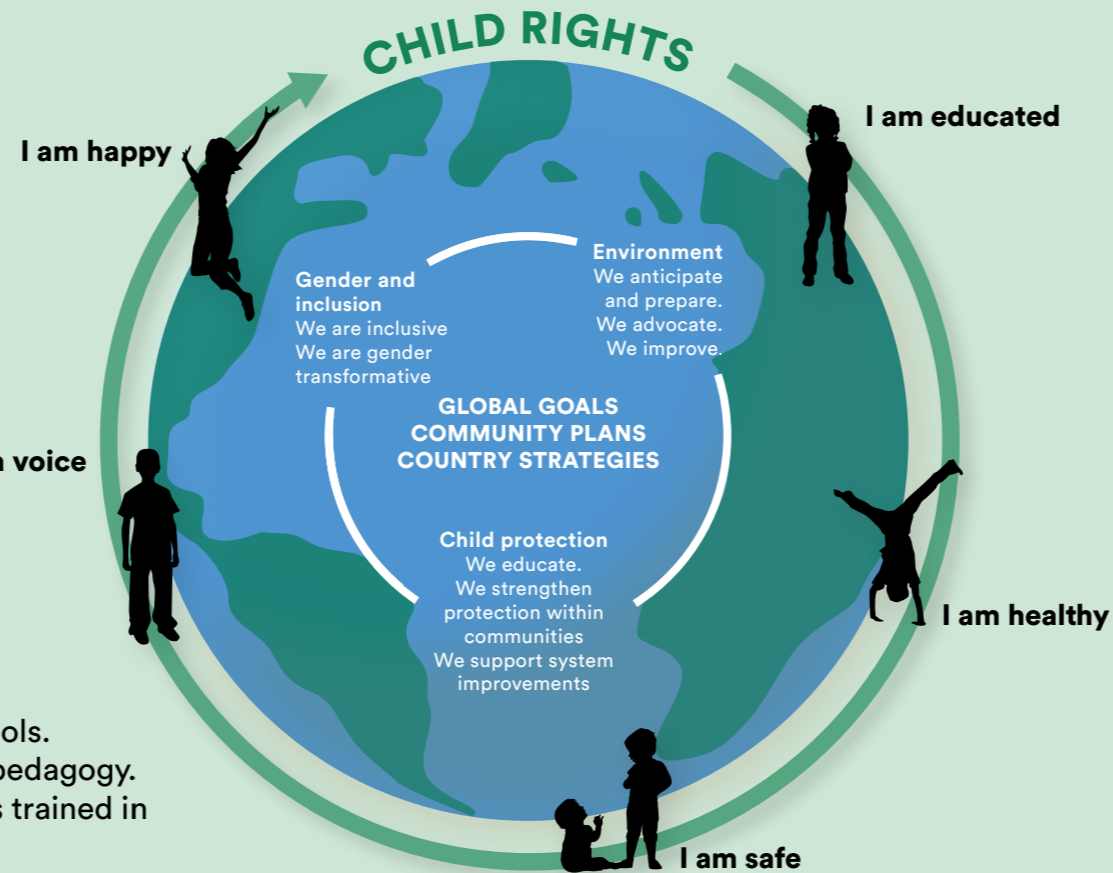 CHILD RIGHTS
I am educated
I am happy
Environment
We anticipate
and prepare.
We advocate.
We improve.
Gender and
inclusion
We are inclusive
We are gender
transformative
GLOBAL GOALS
COMMUNITY PLANS
COUNTRY STRATEGIES
voice
Child protection
We educate.
We strengthen
protection within
communities
We support system
improvements
I am healthy
pedagogy.
trained in
I am safe